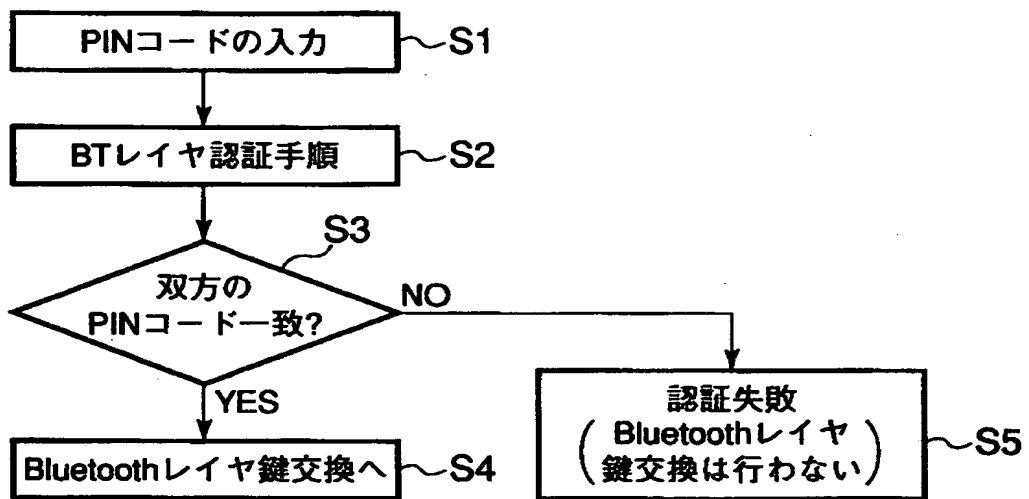 PINコードの入力
S1
BTレイヤ認証手順
S2
S3
双方の
PINコード一致?
NO
YES
Bluetoothレイヤ鍵交換へ
S4
認証失敗
(Bluetoothレイヤ
鍵交換は行わない)
S5